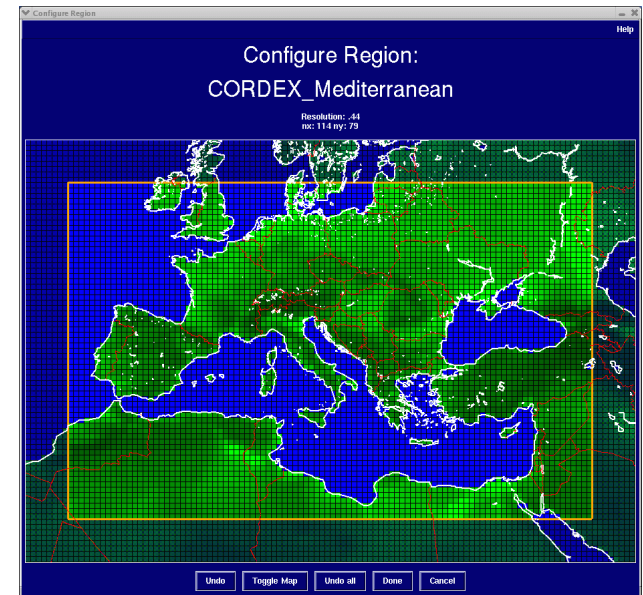 Configure Region
Help
Configure Region:
CORDEX_Mediterranean
Resolution: .44
nx: 114 ny: 79
Undo
Toggle Map
Undo all
Done
Cancel